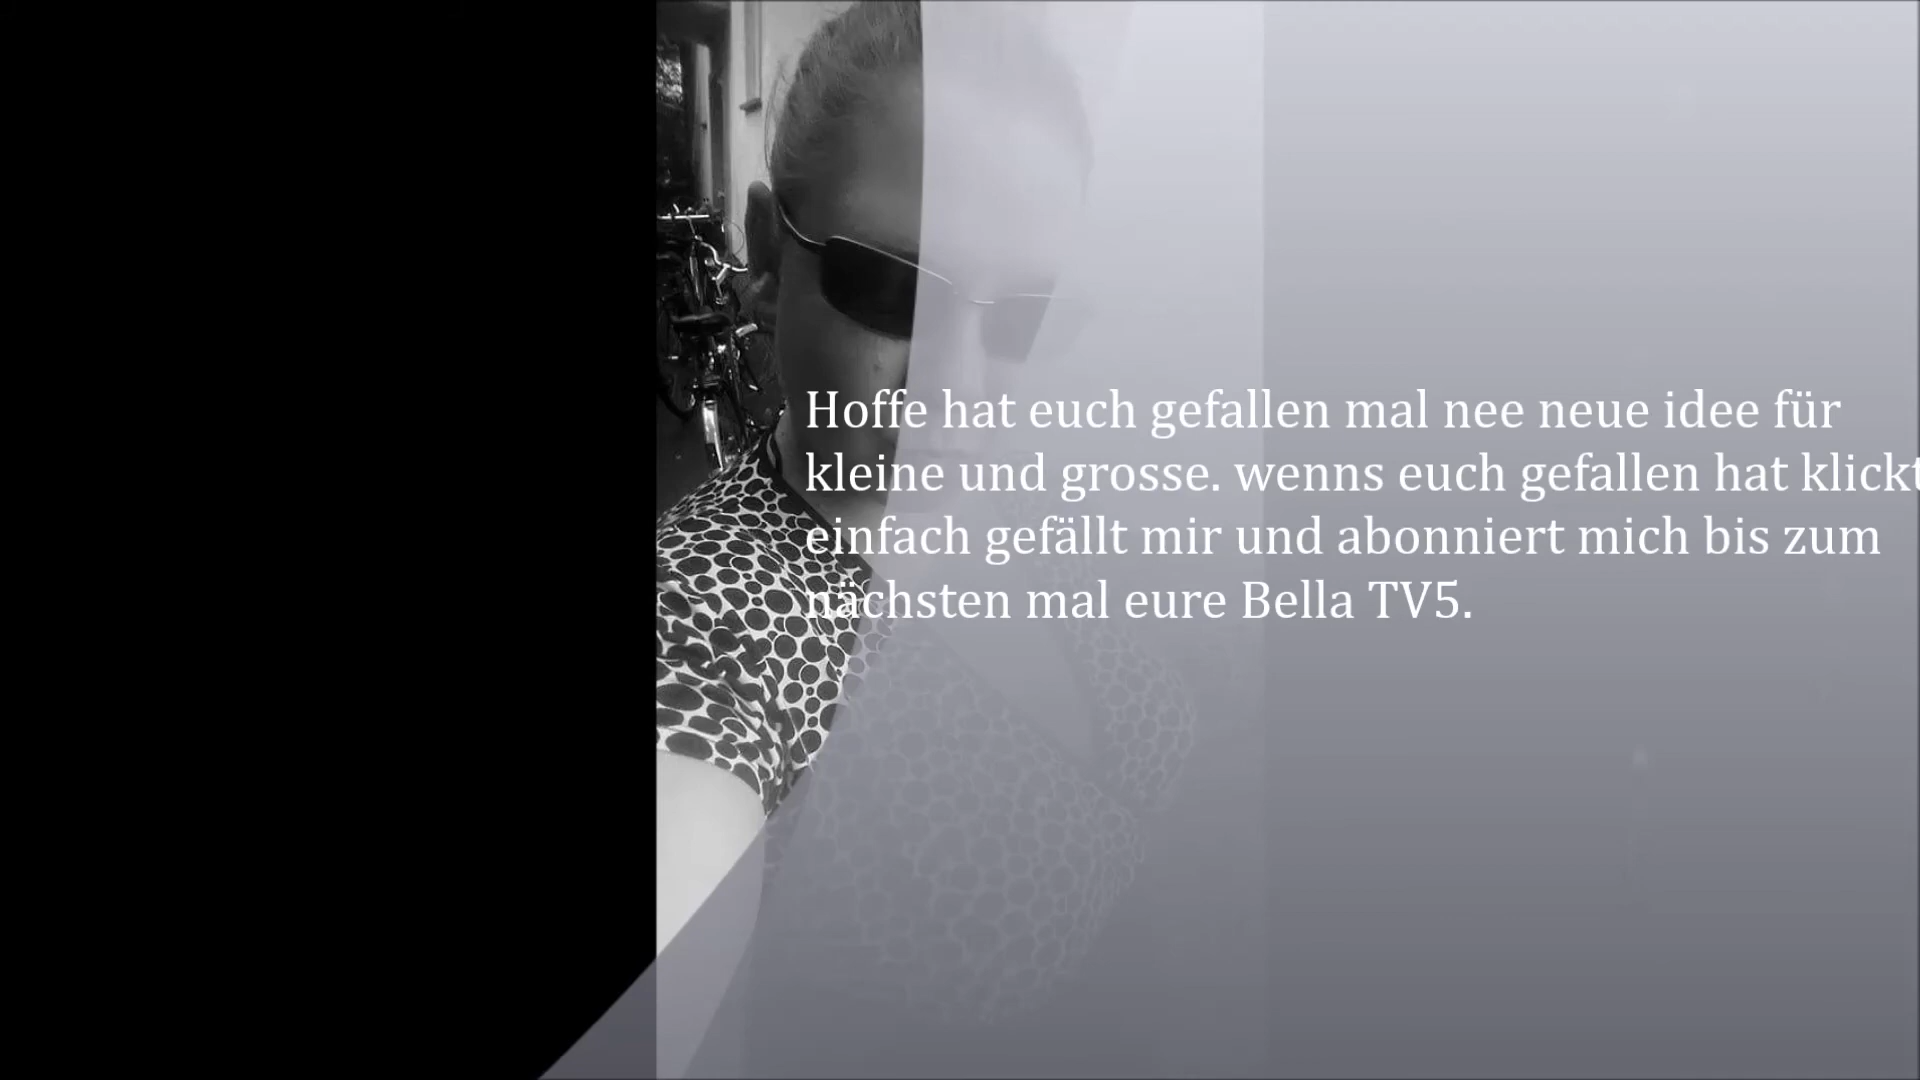 Hoffe hat euch gefallen mal nee neue idee für
kleine und grosse. wenns euch gefallen hat klickt
einfach gefällt mir und abonniert mich bis zum
nächsten mal eure Bella TV5.